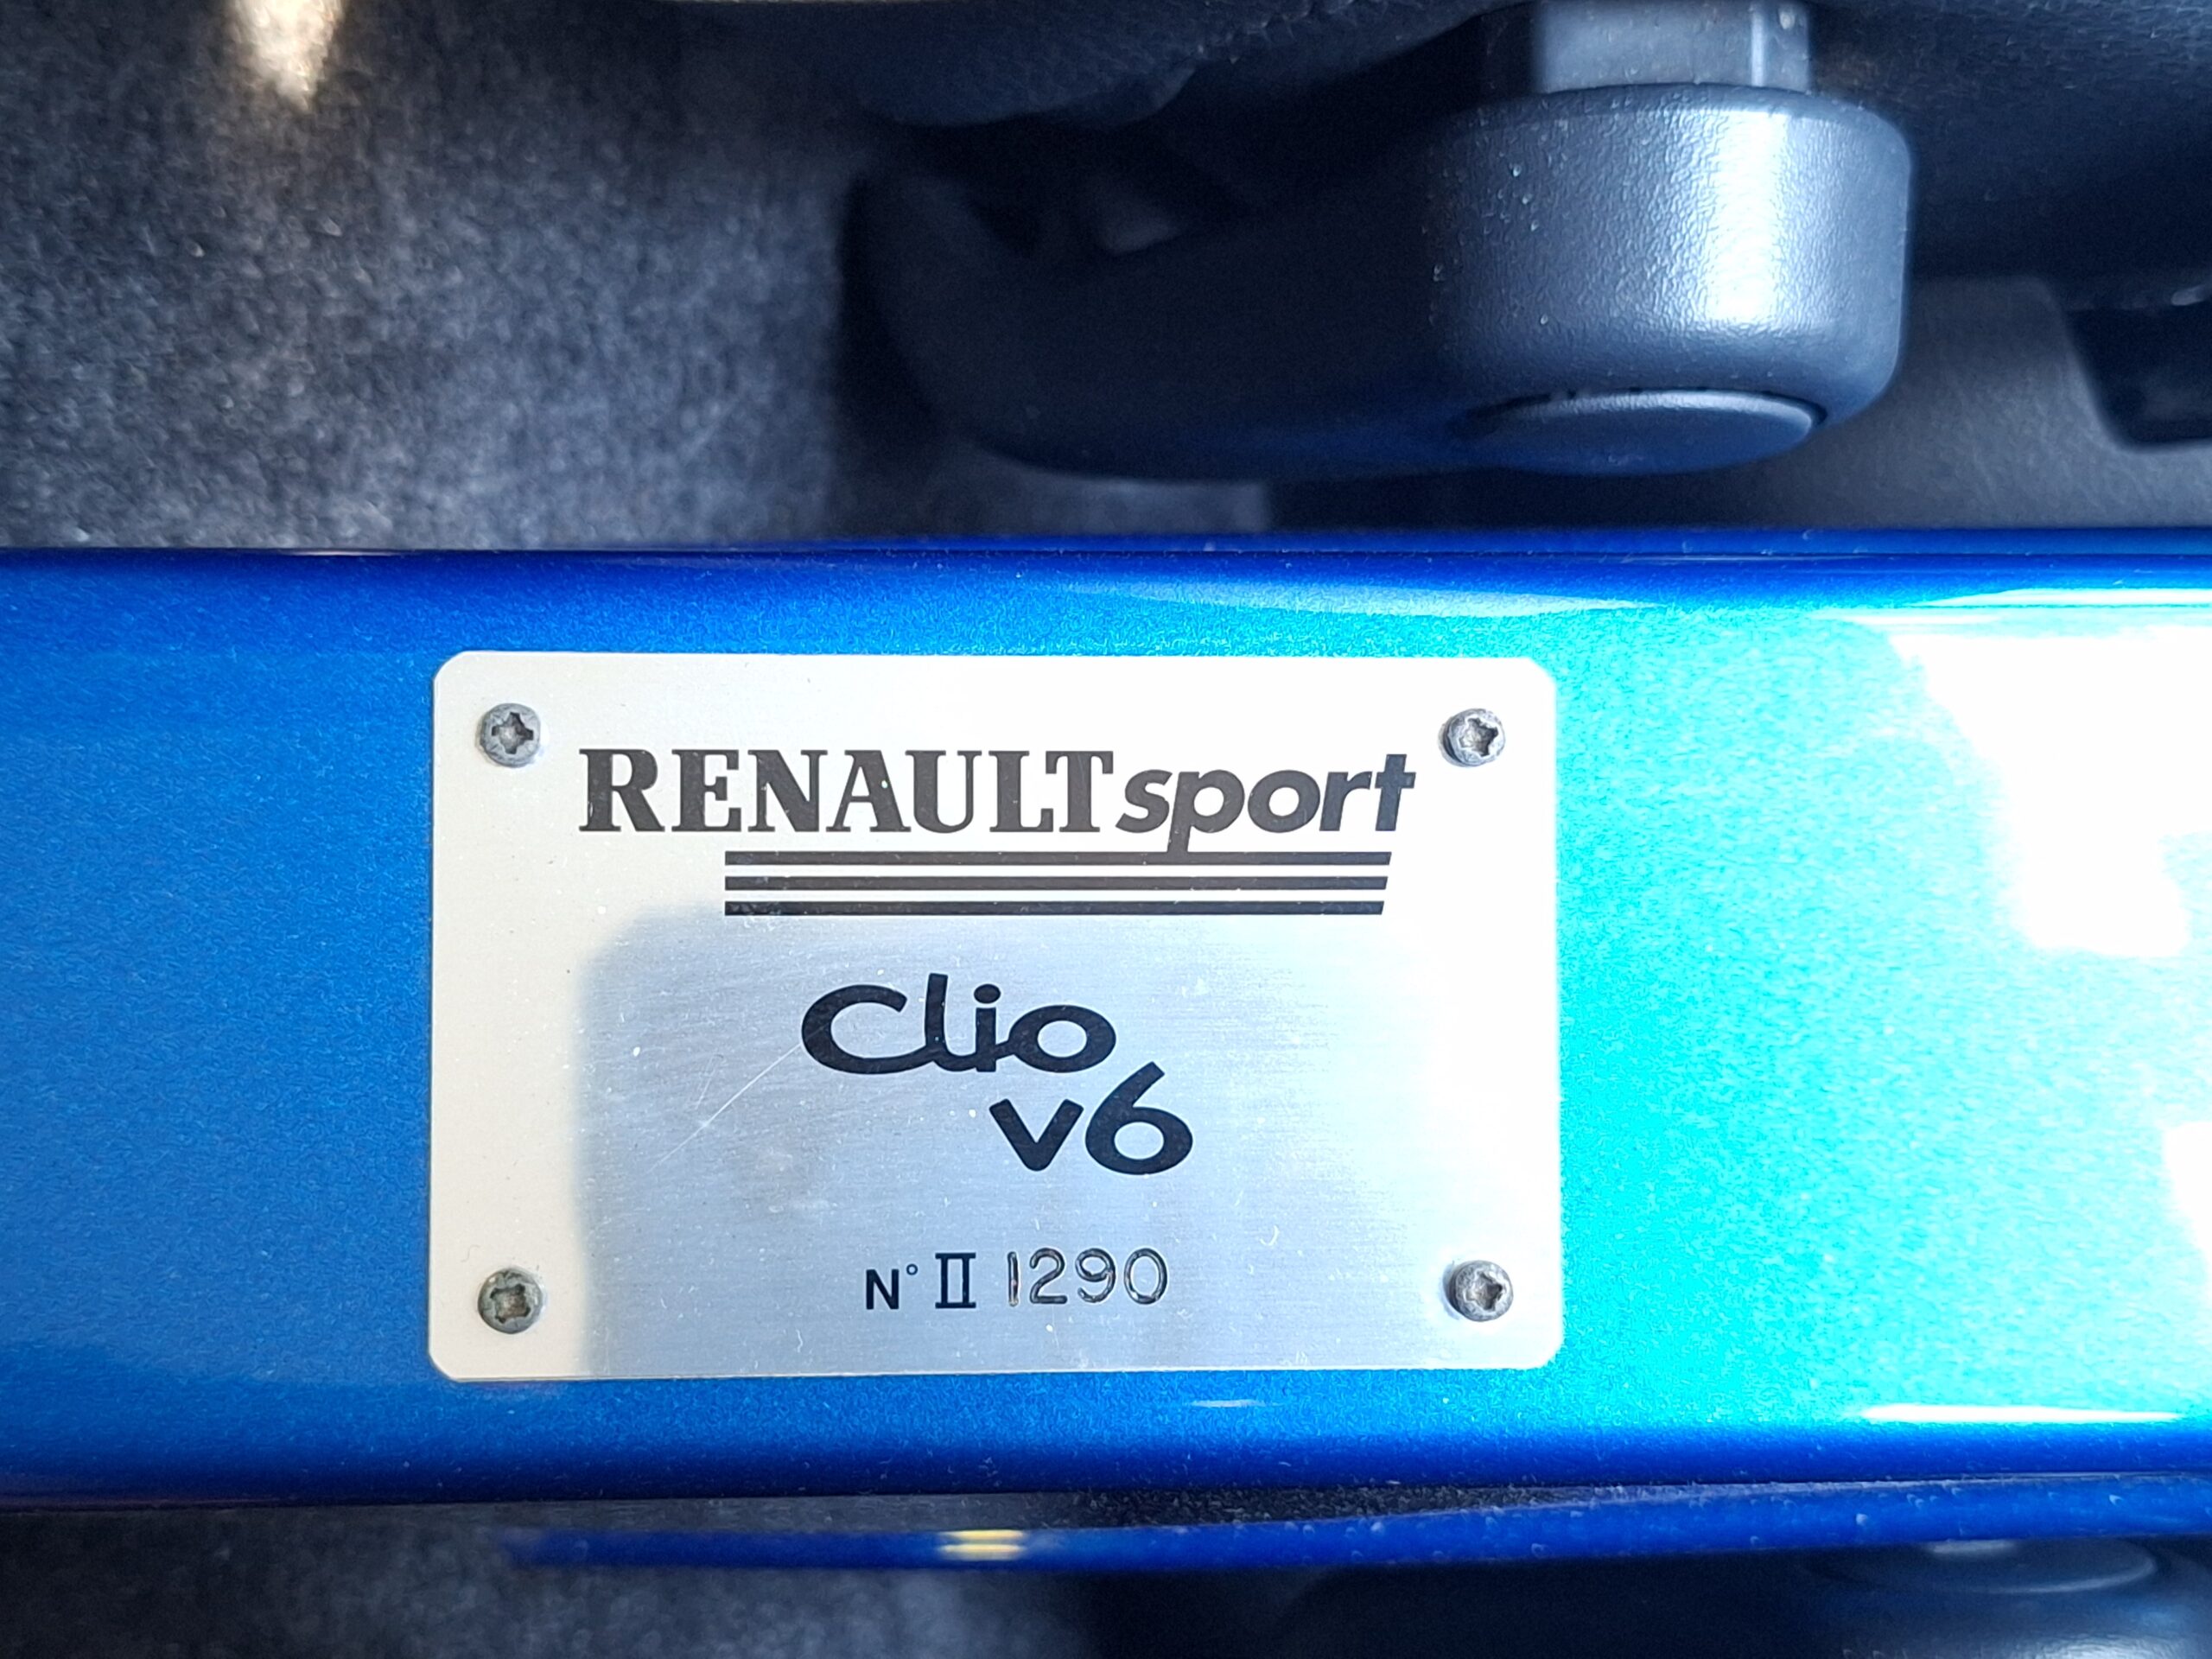 RENAULTsport
Clio
v6
N° II 1290